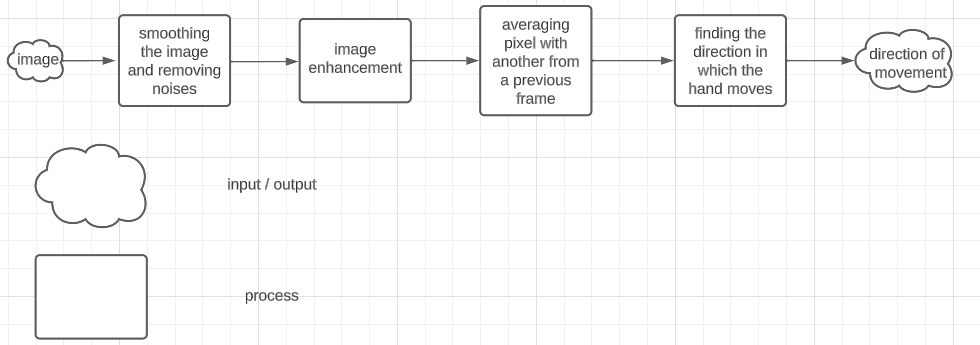 image
smoothing
the image
and removing
noises
image
enhancement
averaging
pixel with
another from
a previous
frame
finding the
direction in
which the
hand moves
direction of
movement
input / output
process